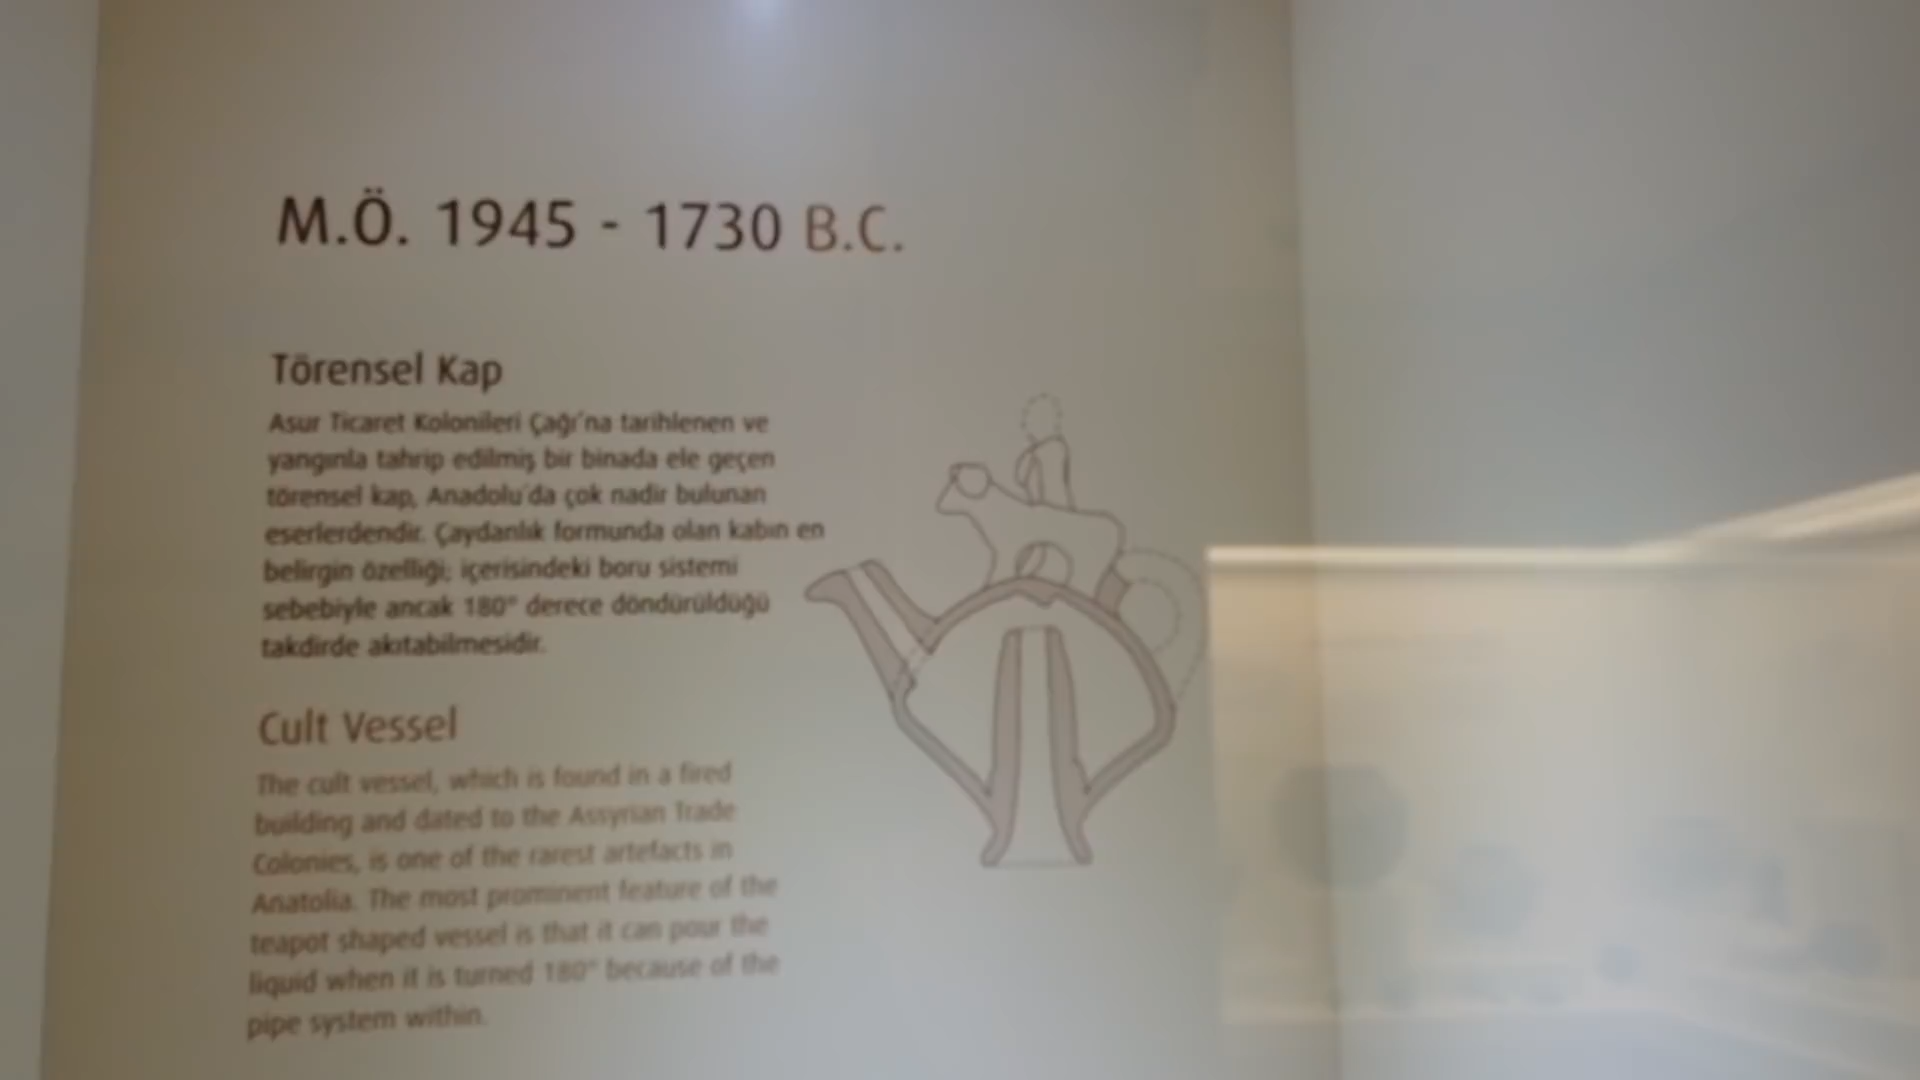 M.Ö. 1945 - 1730 B.C.
Törensel Kap
Asur Ticaret Kolonileri Çağı'na tarihlenen ve
yangınla tahrip edilmiş bir binada ele geçen
törensel kap, Anadolu'da çok nadir bulunan
eserlerdendir. Çaydanlık formunda olan kabın en
belirgin özelliği; içerisindeki boru sistemi
sebebiyle ancak 180° derece döndürüldüğü
takdirde akıtabilmesidir.
Cult Vessel
The cult vessel, which is found in a fired
building and dated to the Assyrian Trade
Colonies, is one of the rarest artefacts in
Anatolia. The most prominent feature of the
teapot shaped vessel is that it can pour the
liquid when it is turned 180° because of the
pipe system within.